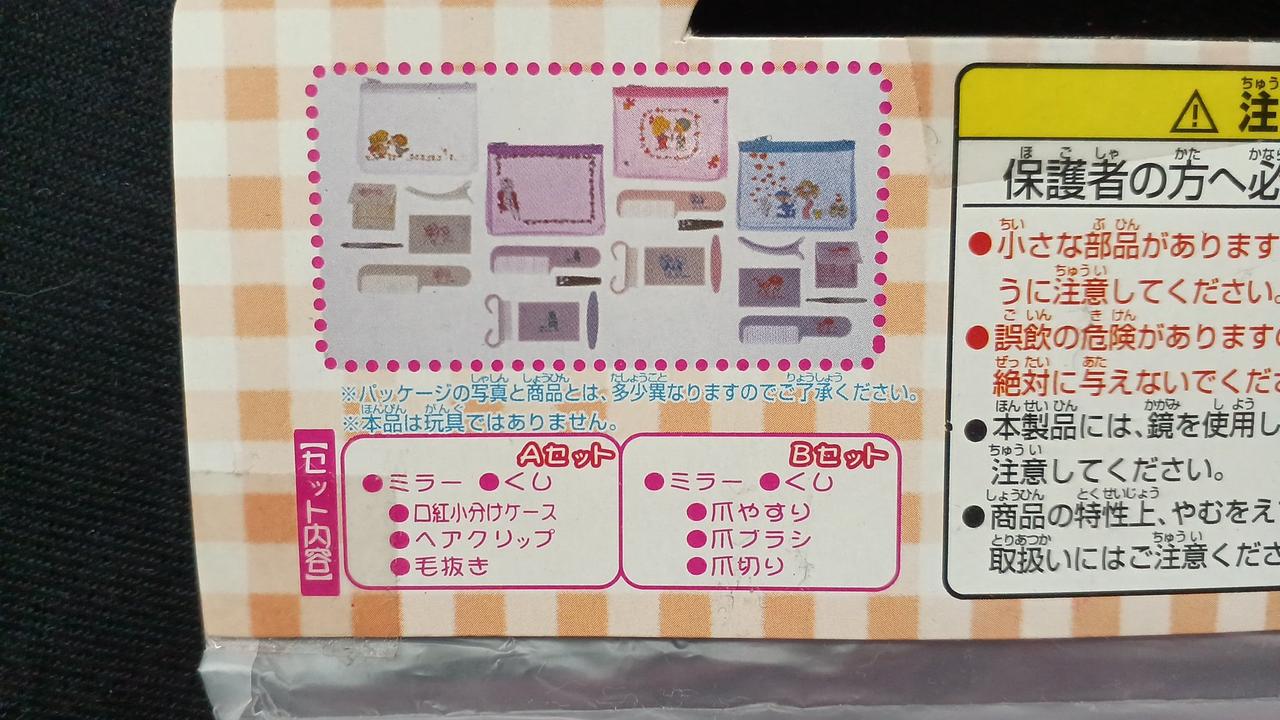 ※パッケージの写真と商品とは、多少異なりますのでご了承ください。
※本品は玩具ではありません。
【セット内容】
Aセット
●ミラー ●くし
●口紅小分けケース
●ヘアクリップ
●毛抜き
Bセット
●ミラー ●くし
●爪やすり
●爪ブラシ
●爪切り
⚠ 注
保護者の方へ必
●小さな部品があります
うに注意してください。
●誤飲の危険があります
絶対に与えないでくだ
●本製品には、鏡を使用し
注意してください。
●商品の特性上、やむをえ
取扱いにはご注意くださ